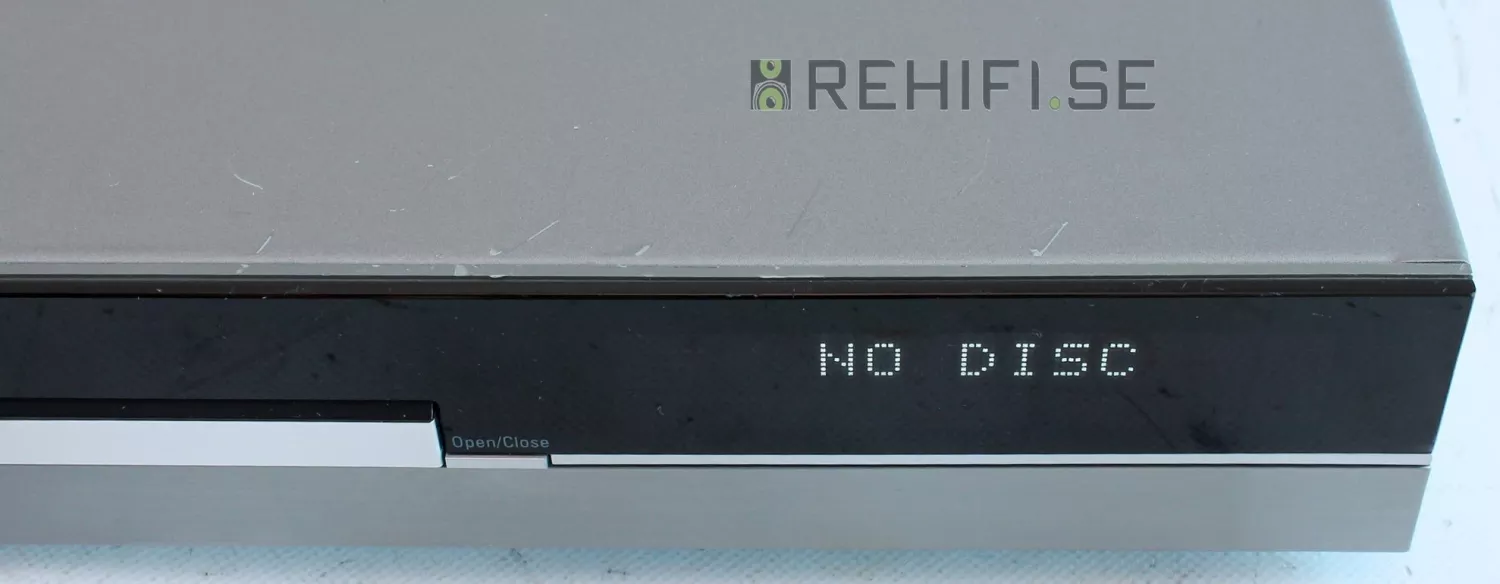 REHIFI.SE
NO DISC
Open/Close